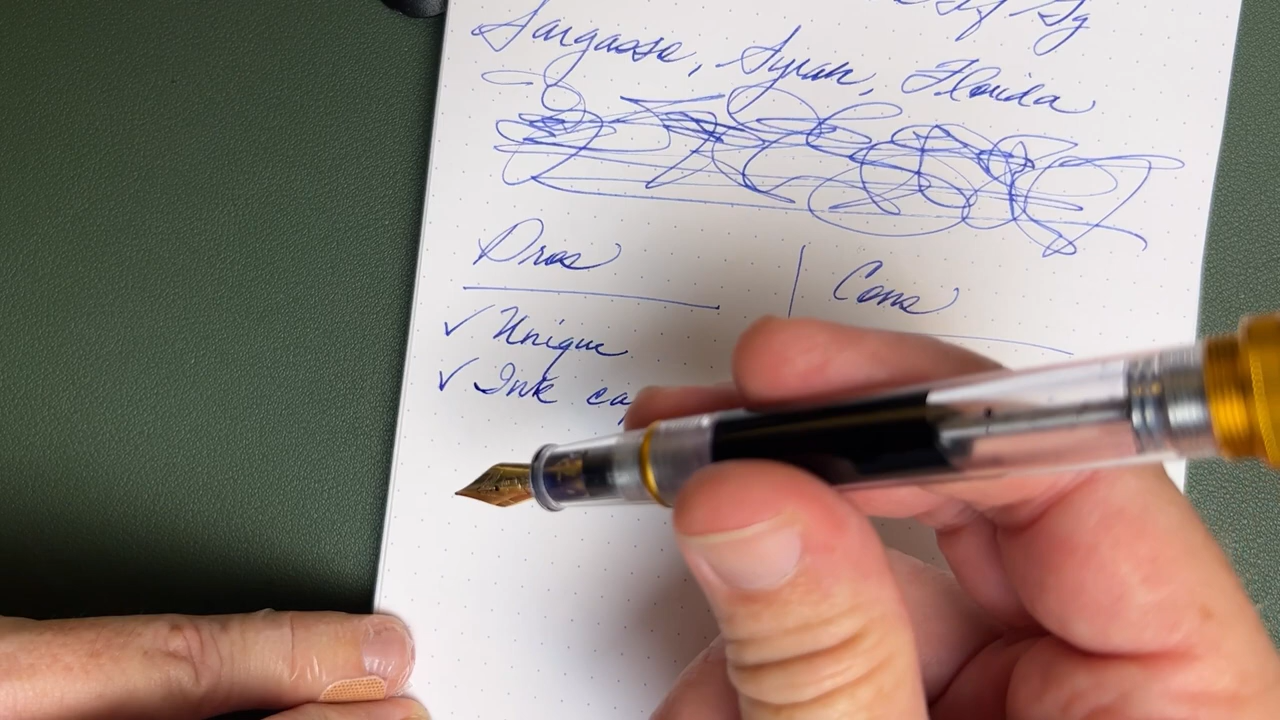 Sargasso, Syrah, Florida
Pros
Cons
✓ Unique
✓ Ink ca